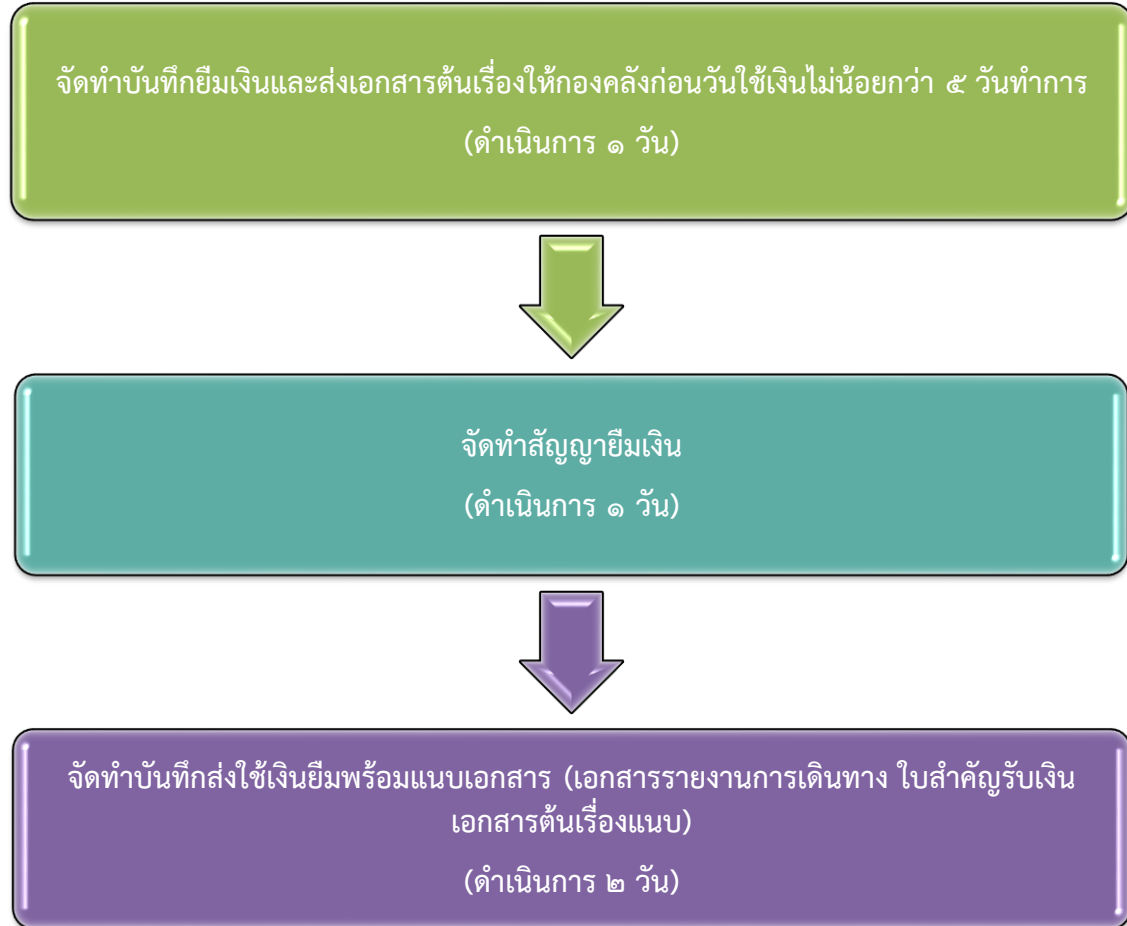 จัดทำบันทึกยืมเงินและส่งเอกสารต้นเรื่องให้กองคลังก่อนวันใช้เงินไม่น้อยกว่า ๕ วันทำการ
(ดำเนินการ ๑ วัน)
จัดทำสัญญายืมเงิน
(ดำเนินการ ๑ วัน)
จัดทำบันทึกส่งใช้เงินยืมพร้อมแนบเอกสาร (เอกสารรายงานการเดินทาง ใบสำคัญรับเงิน
เอกสารต้นเรื่องแนบ)
(ดำเนินการ ๒ วัน)